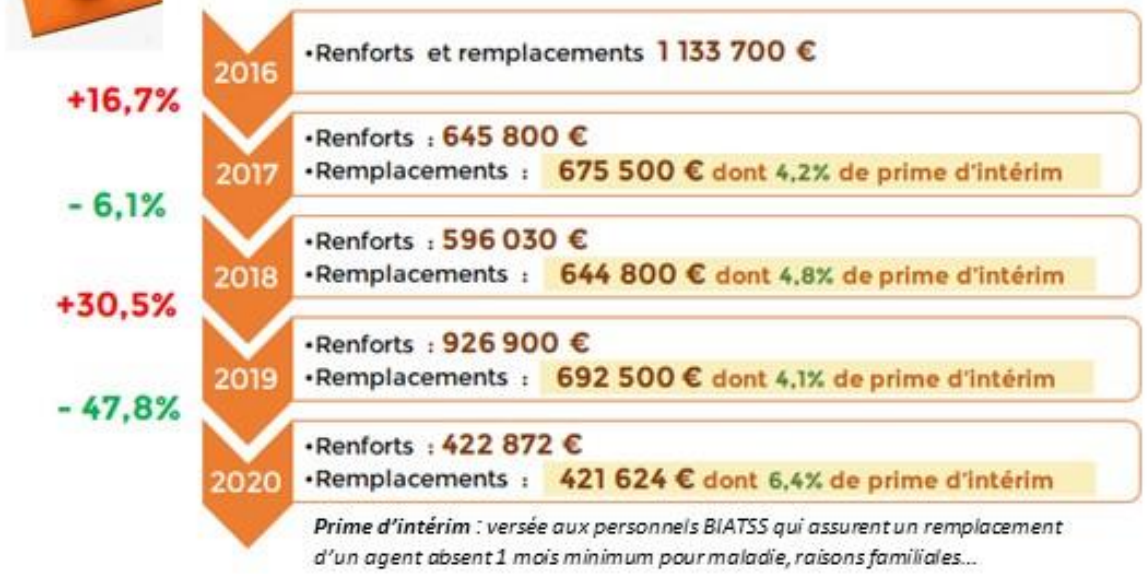 2016
•Renforts et remplacements 1 133 700 €
+16,7%
2017
•Renforts : 645 800 €
•Remplacements : 675 500 € dont 4,2% de prime d'intérim
- 6,1%
2018
•Renforts : 596 030 €
•Remplacements : 644 800 € dont 4,8% de prime d'intérim
+30,5%
2019
•Renforts : 926 900 €
•Remplacements : 692 500 € dont 4,1% de prime d'intérim
- 47,8%
2020
•Renforts : 422 872 €
•Remplacements : 421 624 € dont 6,4% de prime d'intérim
Prime d'intérim : versée aux personnels BIATSS qui assurent un remplacement
d'un agent absent 1 mois minimum pour maladie, raisons familiales...